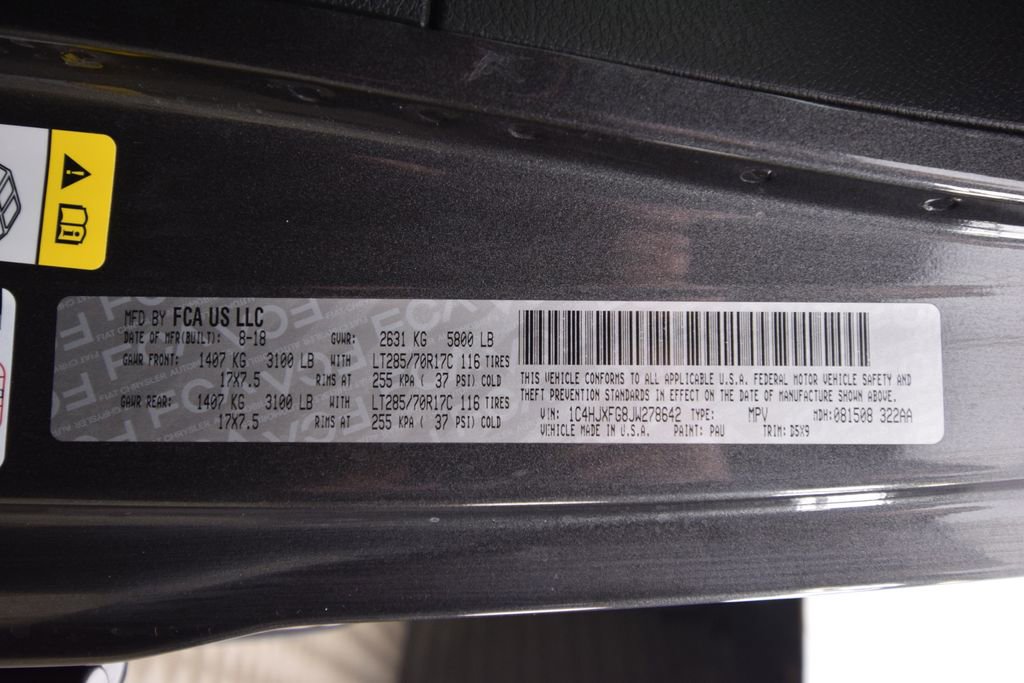 MFD BY FCA US LLC
DATE OF MFR(BUILT): 8-18 GVWR: 2631 KG 5800 LB
GAWR FRONT: 1407 KG 3100 LB WITH LT285/70R17C 116 TIRES
17X7.5 RIMS AT 255 KPA ( 37 PSI) COLD
GAWR REAR: 1407 KG 3100 LB WITH LT285/70R17C 116 TIRES
17X7.5 RIMS AT 255 KPA ( 37 PSI) COLD
THIS VEHICLE CONFORMS TO ALL APPLICABLE U.S.A. FEDERAL MOTOR VEHICLE SAFETY AND
THEFT PREVENTION STANDARDS IN EFFECT ON THE DATE OF MANUFACTURE SHOWN ABOVE.
VIN: 1C4HJXFG8JW278642 TYPE: MPV MDH: 081508 322AA
VEHICLE MADE IN U.S.A. PAINT: PAU TRIM: D5X9